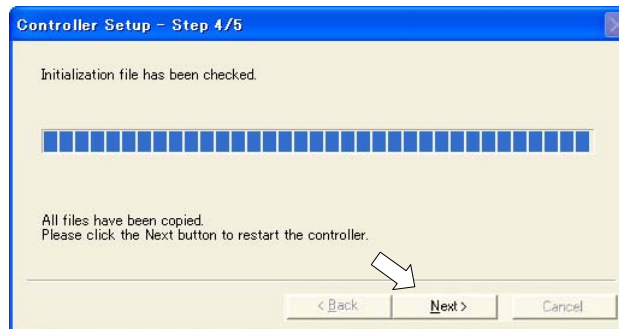 Controller Setup - Step 4/5
Initialization file has been checked.
All files have been copied.
Please click the Next button to restart the controller.
< Back
Next >
Cancel